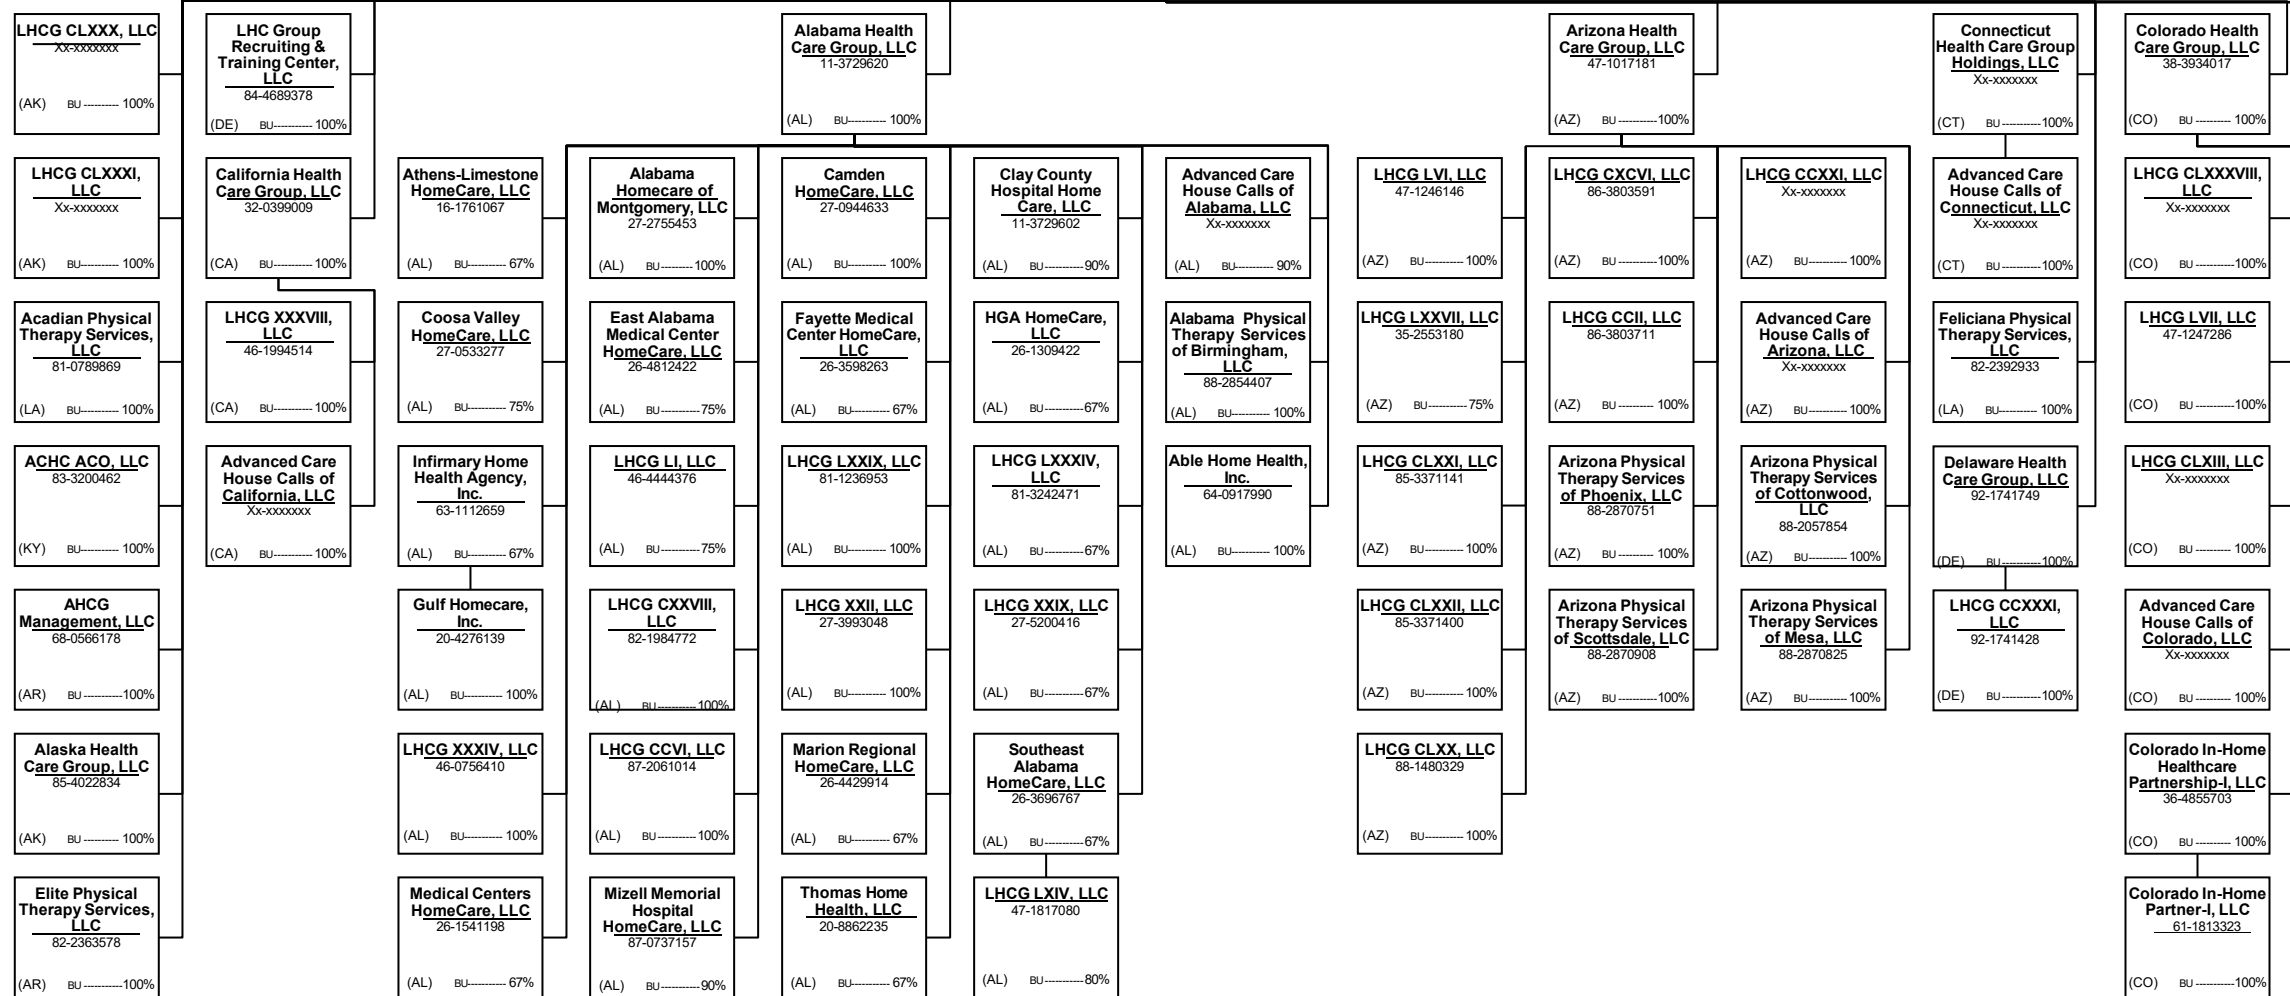 LHCG CLXXX, LLC
Xx-xxxxxxx
(AK) BU ---------- 100%
LHC Group
Recruiting &
Training Center,
LLC
84-4689378
(DE) BU----------- 100%
Alabama Health
Care Group, LLC
11-3729620
(AL) BU----------- 100%
Arizona Health
Care Group, LLC
47-1017181
(AZ) BU -----------100%
Connecticut
Health Care Group
Holdings, LLC
Xx-xxxxxxx
(CT) BU -----------100%
Colorado Health
Care Group, LLC
38-3934017
(CO) BU ---------- 100%
LHCG CLXXXI,
LLC
Xx-xxxxxxx
(AK) BU----------- 100%
California Health
Care Group, LLC
32-0399009
(CA) BU----------- 100%
Athens-Limestone
HomeCare, LLC
16-1761067
(AL) BU----------- 67%
Alabama
Homecare of
Montgomery, LLC
27-2755453
(AL) BU---------100%
Camden
HomeCare, LLC
27-0944633
(AL) BU---------- 100%
Clay County
Hospital Home
Care, LLC
11-3729602
(AL) BU-----------90%
Advanced Care
House Calls of
Alabama, LLC
Xx-xxxxxxx
(AL) BU----------- 90%
LHCG LVI, LLC
47-1246146
(AZ) BU---------- 100%
LHCG CXCVI, LLC
86-3803591
(AZ) BU ---------- 100%
LHCG CCXXI, LLC
Xx-xxxxxxx
(AZ) BU----------- 100%
Advanced Care
House Calls of
Connecticut, LLC
Xx-xxxxxxx
(CT) BU-----------100%
LHCG CLXXXVIII,
LLC
Xx-xxxxxxx
(CO) BU ---------- 100%
Acadian Physical
Therapy Services,
LLC
81-0789869
(LA) BU---------- 100%
LHCG XXXVIII,
LLC
46-1994514
(CA) BU---------- 100%
Coosa Valley
HomeCare, LLC
27-0533277
(AL) BU----------- 75%
East Alabama
Medical Center
HomeCare, LLC
26-4812422
(AL) BU-----------75%
Fayette Medical
Center HomeCare,
LLC
26-3598263
(AL) BU----------- 67%
HGA HomeCare,
LLC
26-1309422
(AL) BU-----------67%
Alabama Physical
Therapy Services
of Birmingham,
LLC
88-2854407
(AL) BU---------- 100%
LHCG LXXVII, LLC
35-2553180
(AZ) BU-----------75%
LHCG CCII, LLC
86-3803711
(AZ) BU ---------- 100%
Advanced Care
House Calls of
Arizona, LLC
Xx-xxxxxxx
(AZ) BU----------- 100%
Feliciana Physical
Therapy Services,
LLC
82-2392933
(LA) BU---------- 100%
LHCG LVII, LLC
47-1247286
(CO) BU ---------- 100%
ACHC ACO, LLC
83-3200462
(KY) BU---------- 100%
Advanced Care
House Calls of
California, LLC
Xx-xxxxxxx
(CA) BU-----------100%
Infirmary Home
Health Agency,
Inc.
63-1112659
(AL) BU----------- 67%
LHCG LI, LLC
46-4444376
(AL) BU-----------75%
LHCG LXXIX, LLC
81-1236953
(AL) BU---------- 100%
LHCG LXXXIV,
LLC
81-3242471
(AL) BU-----------67%
Able Home Health,
Inc.
64-0917990
(AL) BU---------- 100%
LHCG CLXXI, LLC
85-3371141
(AZ) BU---------- 100%
Arizona Physical
Therapy Services
of Phoenix, LLC
88-2870751
(AZ) BU ---------- 100%
Arizona Physical
Therapy Services
of Cottonwood,
LLC
88-2057854
(AZ) BU----------- 100%
Delaware Health
Care Group, LLC
92-1741749
(DE) BU-----------100%
LHCG CLXIII, LLC
Xx-xxxxxxx
(CO) BU ---------- 100%
AHCG
Management, LLC
68-0566178
(AR) BU -----------100%
Gulf Homecare,
Inc.
20-4276139
(AL) BU----------- 100%
LHCG CXXVIII,
LLC
82-1984772
(AL) BU---------- 100%
LHCG XXII, LLC
27-3993048
(AL) BU---------- 100%
LHCG XXIX, LLC
27-5200416
(AL) BU-----------67%
LHCG CLXXII, LLC
85-3371400
(AZ) BU---------- 100%
Arizona Physical
Therapy Services
of Scottsdale, LLC
88-2870908
(AZ) BU -----------100%
Arizona Physical
Therapy Services
of Mesa, LLC
88-2870825
(AZ) BU----------- 100%
LHCG CCXXXI,
LLC
92-1741428
(DE) BU -----------100%
Advanced Care
House Calls of
Colorado, LLC
Xx-xxxxxxx
(CO) BU ---------- 100%
Alaska Health
Care Group, LLC
85-4022834
(AK) BU ---------- 100%
LHCG XXXIV, LLC
46-0756410
(AL) BU----------- 100%
LHCG CCVI, LLC
87-2061014
(AL) BU---------- 100%
Marion Regional
HomeCare, LLC
26-4429914
(AL) BU----------- 67%
Southeast
Alabama
HomeCare, LLC
26-3696767
(AL) BU-----------67%
LHCG CLXX, LLC
88-1480329
(AZ) BU---------- 100%
Colorado In-Home
Healthcare
Partnership-I, LLC
36-4855703
(CO) BU ---------- 100%
Elite Physical
Therapy Services,
LLC
82-2363578
(AR) BU -----------100%
Medical Centers
HomeCare, LLC
26-1541198
(AL) BU----------- 67%
Mizell Memorial
Hospital
HomeCare, LLC
87-0737157
(AL) BU-----------90%
Thomas Home
Health, LLC
20-8862235
(AL) BU----------- 67%
LHCG LXIV, LLC
47-1817080
(AL) BU-----------80%
Colorado In-Home
Partner-I, LLC
61-1813323
(CO) BU -----------100%